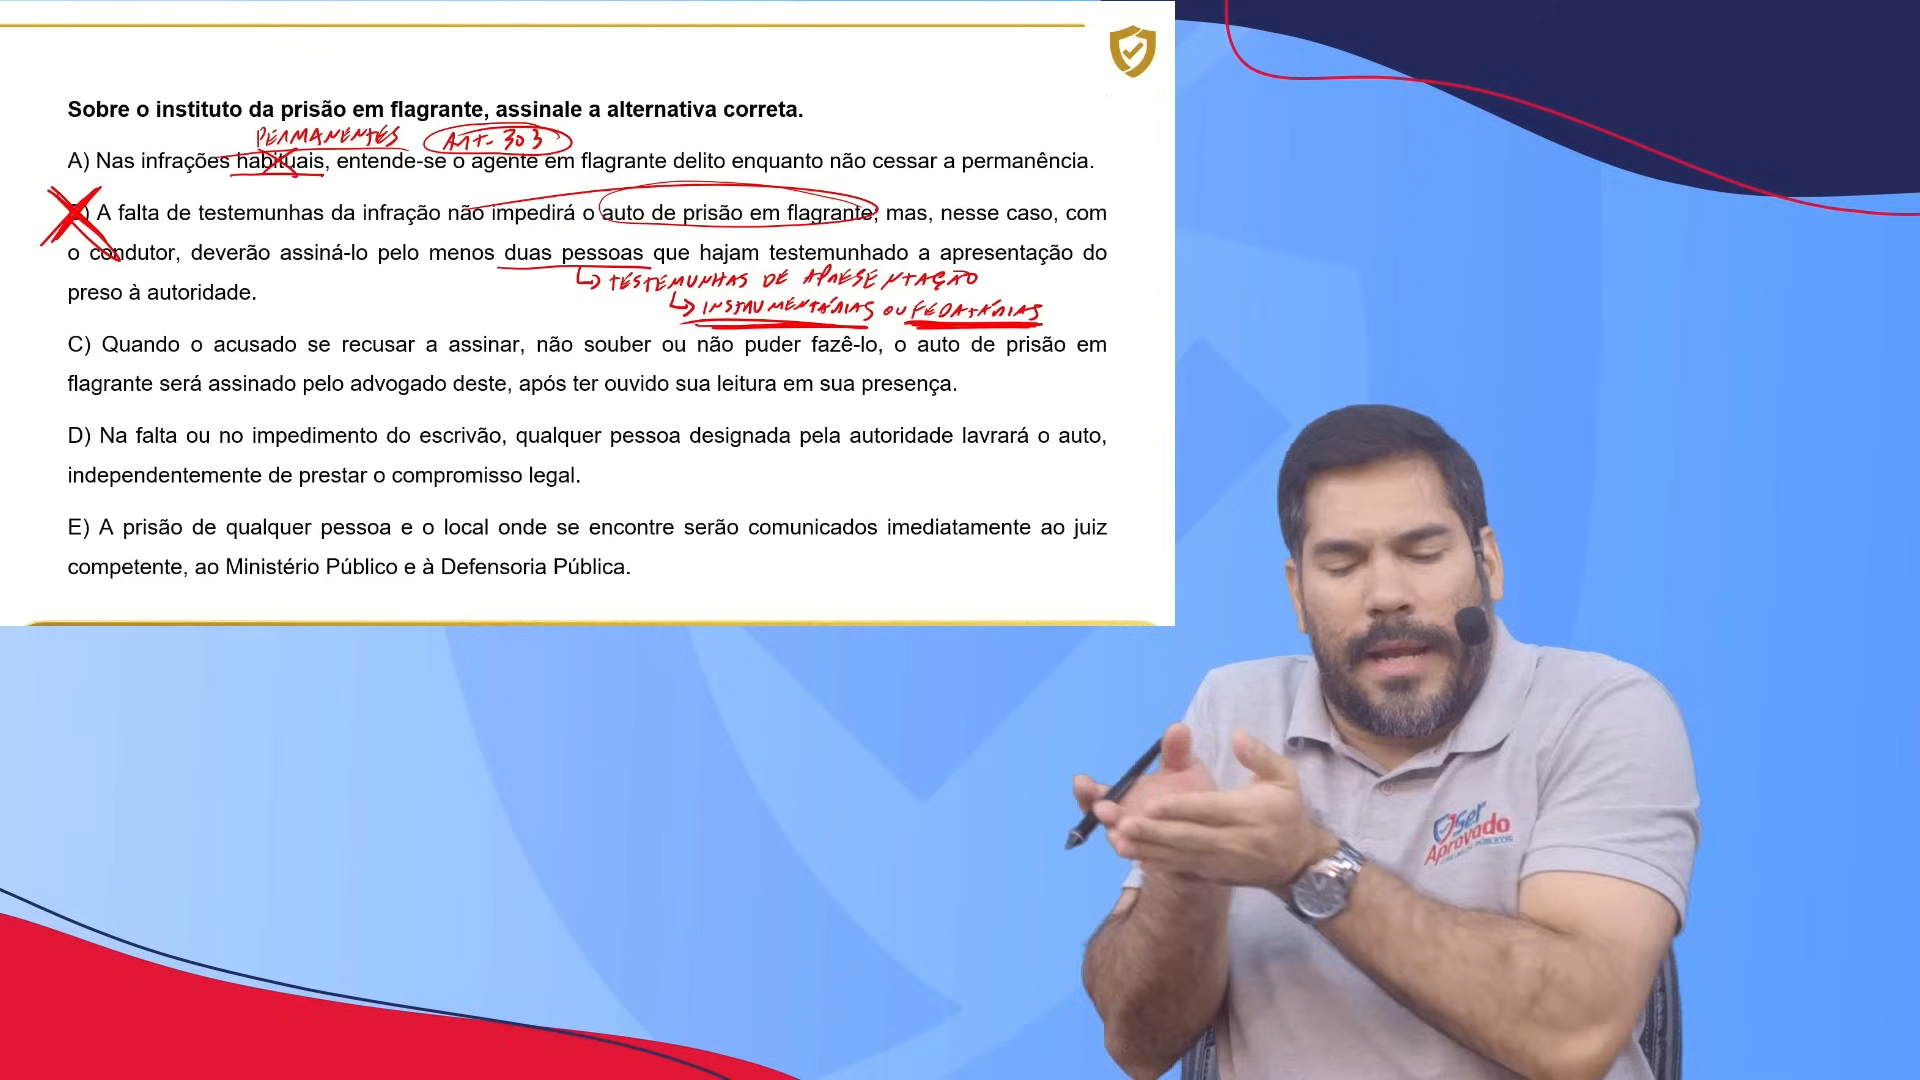 Sobre o instituto da prisão em flagrante, assinale a alternativa correta.
PERMANENTES ART. 303
A) Nas infrações habituais, entende-se o agente em flagrante delito enquanto não cessar a permanência.
B) A falta de testemunhas da infração não impedirá o auto de prisão em flagrante; mas, nesse caso, com
o condutor, deverão assiná-lo pelo menos duas pessoas que hajam testemunhado a apresentação do
TESTEMUNHAS DE APRESENTAÇÃO
preso à autoridade.
INSTRUMENTÁRIAS OU FEDATÁRIAS
C) Quando o acusado se recusar a assinar, não souber ou não puder fazê-lo, o auto de prisão em
flagrante será assinado pelo advogado deste, após ter ouvido sua leitura em sua presença.
D) Na falta ou no impedimento do escrivão, qualquer pessoa designada pela autoridade lavrará o auto,
independentemente de prestar o compromisso legal.
E) A prisão de qualquer pessoa e o local onde se encontre serão comunicados imediatamente ao juiz
competente, ao Ministério Público e à Defensoria Pública.
Ser
Aprovado